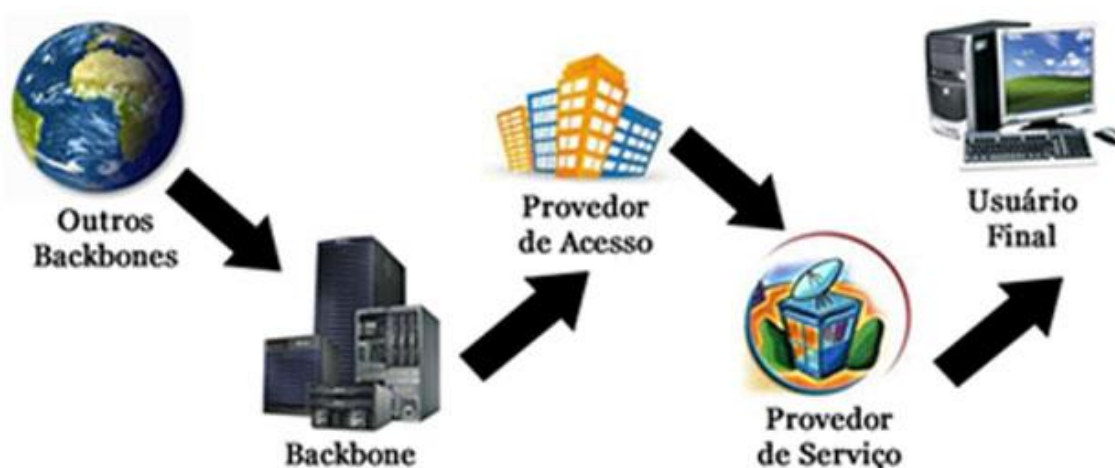 Outros
Backbones
Backbone
Provedor
de Acesso
Provedor
de Serviço
Usuário
Final